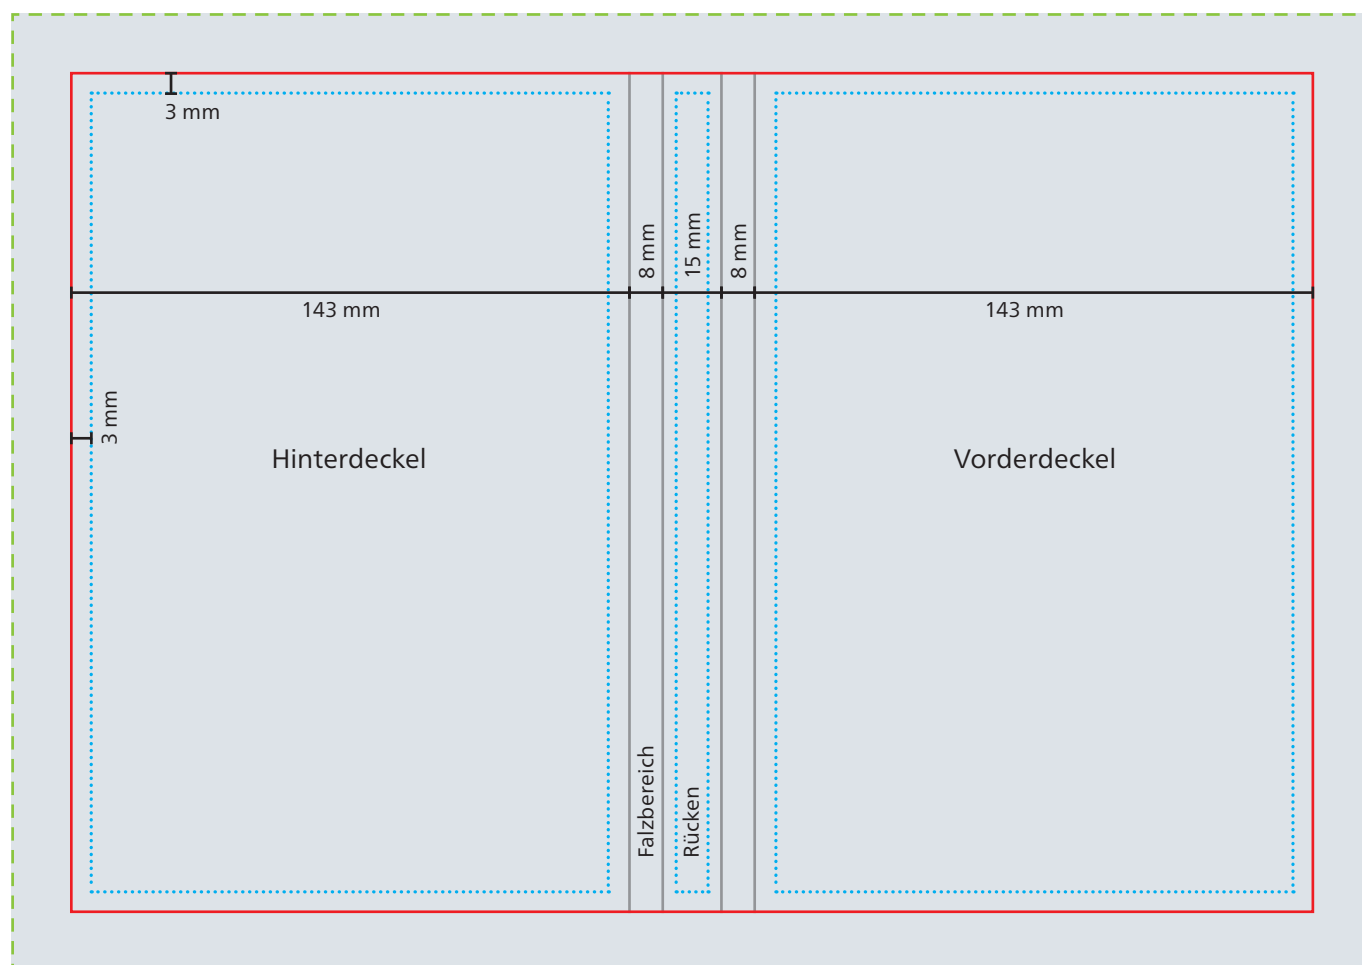 3 mm
8 mm
15 mm
8 mm
143 mm
143 mm
3 mm
Hinterdeckel
Vorderdeckel
Falzbereich
Rücken